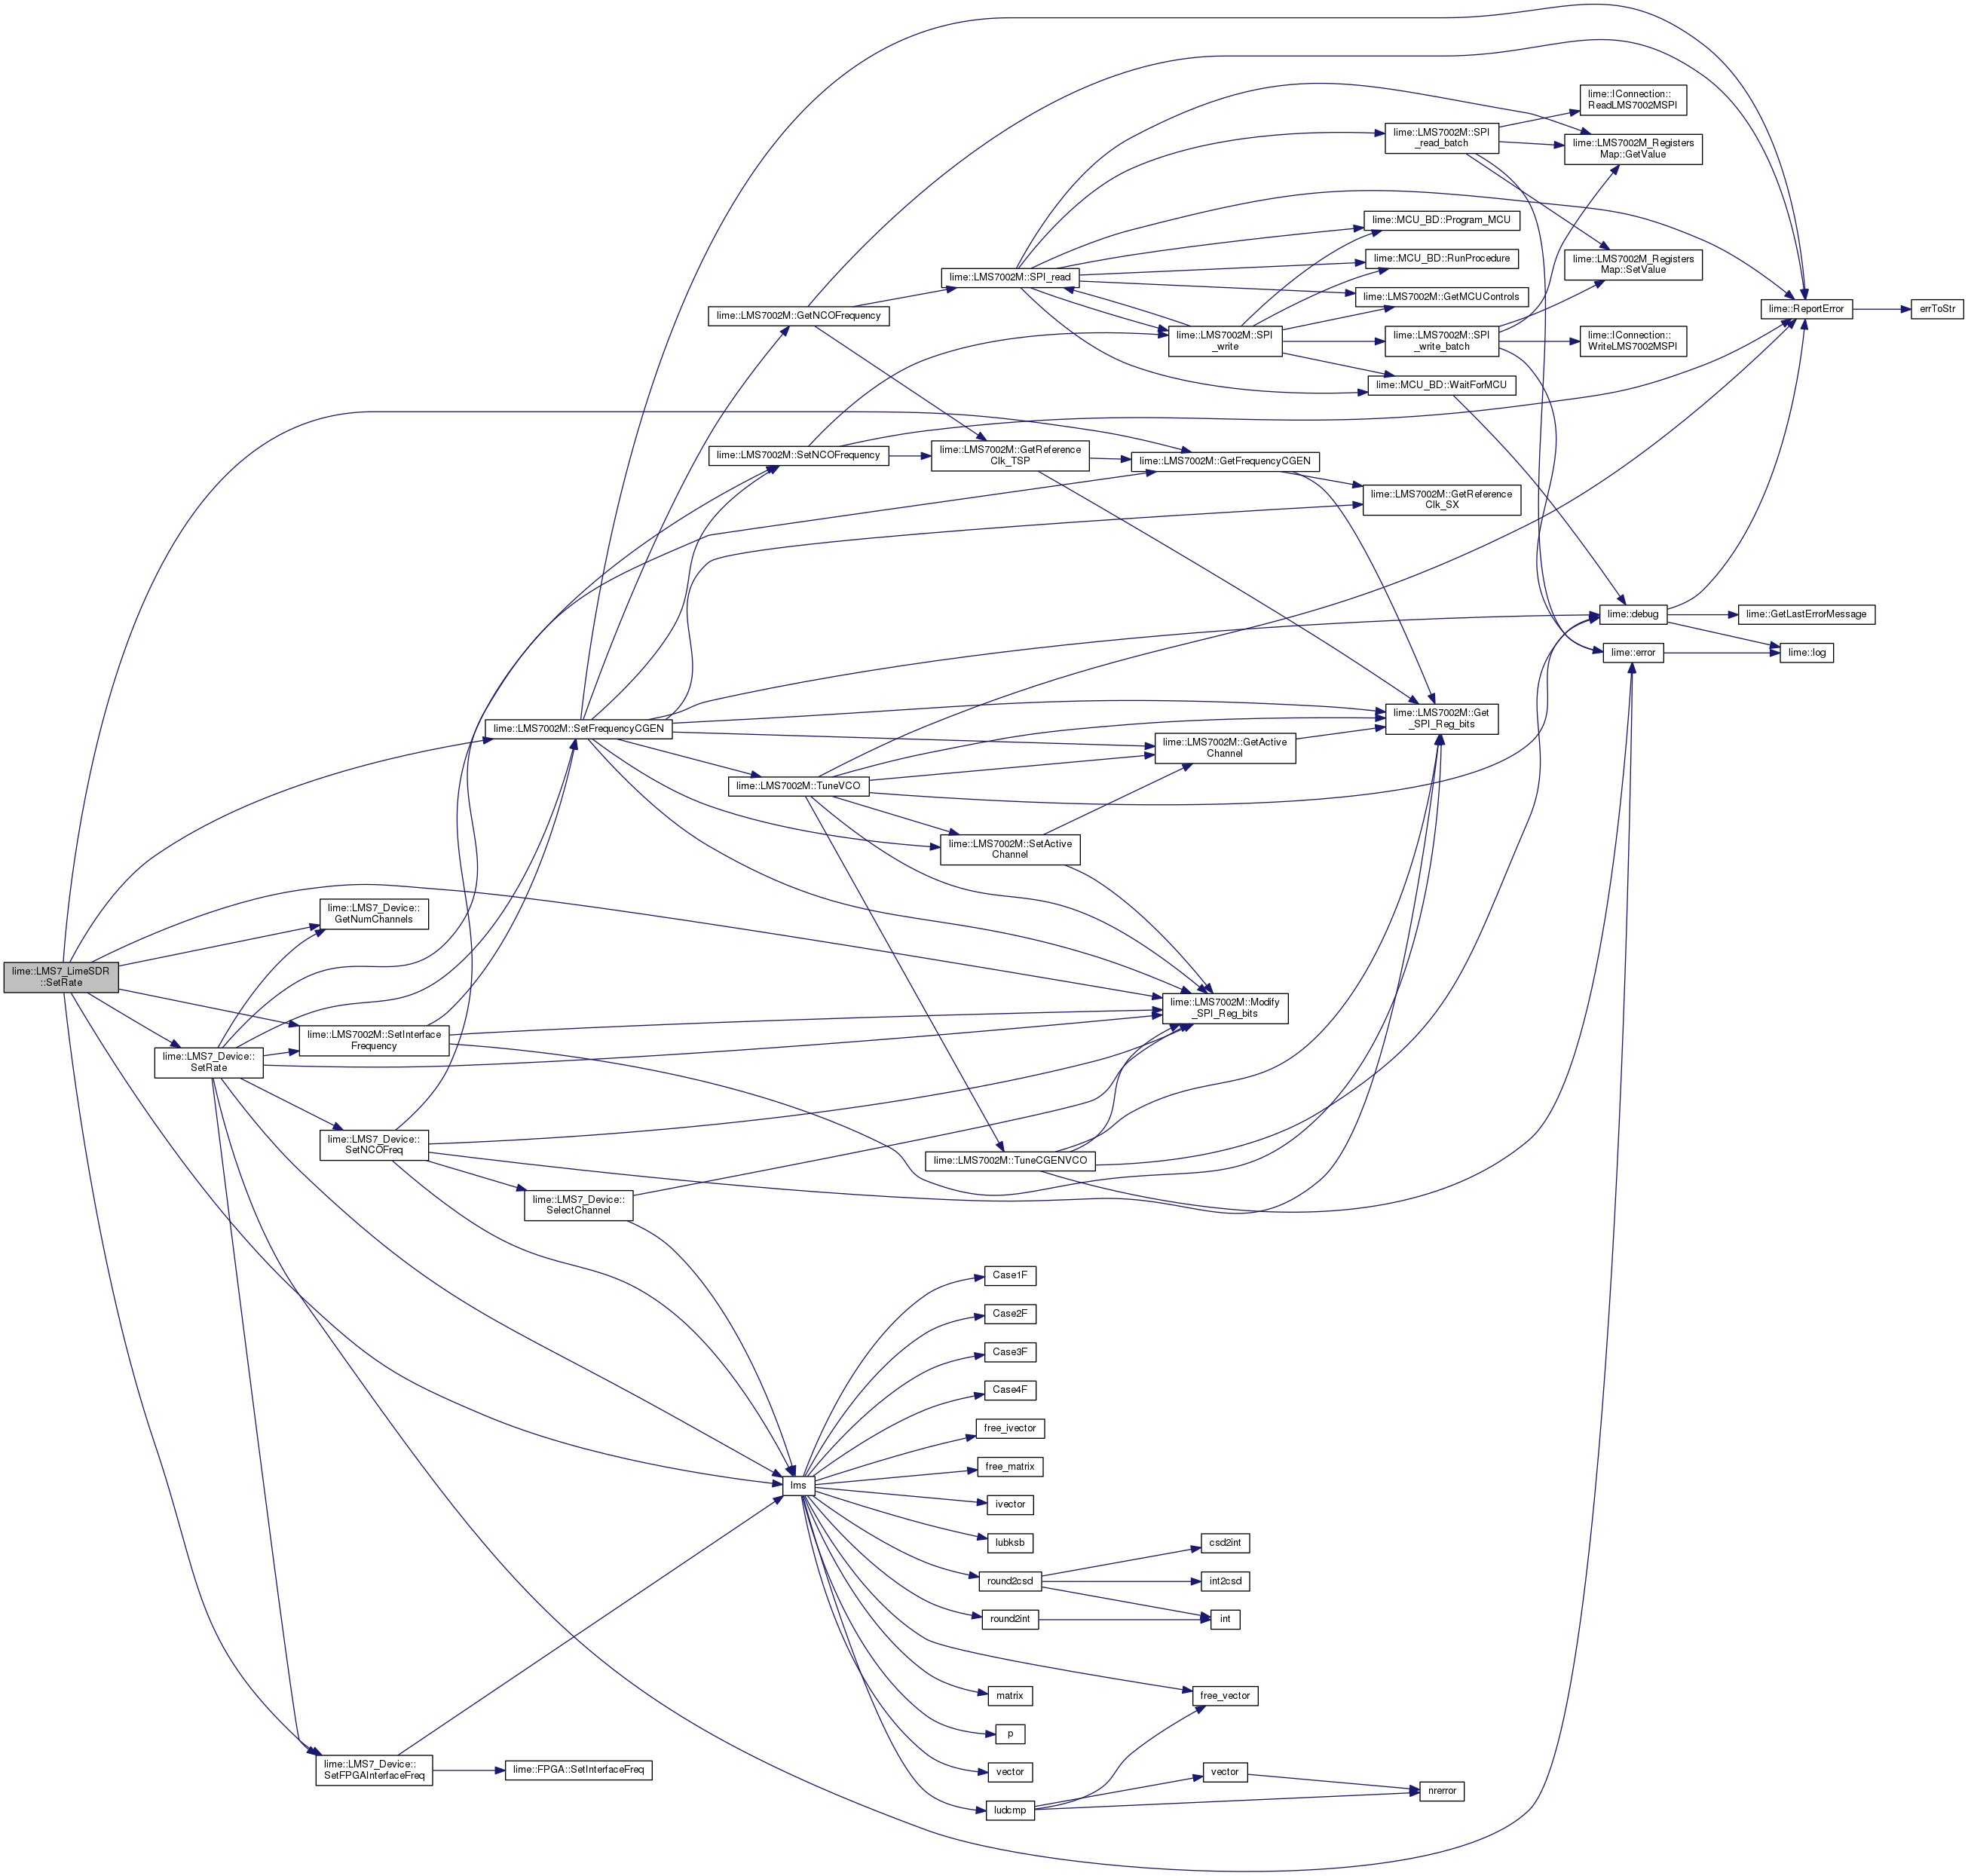 lime::IConnection::
ReadLMS7002MSPI
lime::LMS7002M::SPI
_read_batch
lime::LMS7002M_Registers
Map::GetValue
lime::MCU_BD::Program_MCU
lime::MCU_BD::RunProcedure
lime::LMS7002M_Registers
Map::SetValue
lime::LMS7002M::SPI_read
lime::LMS7002M::GetMCUControls
lime::ReportError
errToStr
lime::LMS7002M::GetNCOFrequency
lime::LMS7002M::SPI
_write
lime::LMS7002M::SPI
_write_batch
lime::IConnection::
WriteLMS7002MSPI
lime::MCU_BD::WaitForMCU
lime::LMS7002M::SetNCOFrequency
lime::LMS7002M::GetReference
Clk_TSP
lime::LMS7002M::GetFrequencyCGEN
lime::LMS7002M::GetReference
Clk_SX
lime::debug
lime::GetLastErrorMessage
lime::error
lime::log
lime::LMS7002M::SetFrequencyCGEN
lime::LMS7002M::Get
_SPI_Reg_bits
lime::LMS7002M::GetActive
Channel
lime::LMS7002M::TuneVCO
lime::LMS7002M::SetActive
Channel
lime::LMS7_Device::
GetNumChannels
lime::LMS7_LimeSDR
::SetRate
lime::LMS7002M::Modify
_SPI_Reg_bits
lime::LMS7002M::SetInterface
Frequency
lime::LMS7_Device::
SetRate
lime::LMS7_Device::
SetNCOFreq
lime::LMS7002M::TuneCGENVCO
lime::LMS7_Device::
SelectChannel
Case1F
Case2F
Case3F
Case4F
free_ivector
free_matrix
lms
ivector
lubksb
csd2int
round2csd
int2csd
round2int
int
matrix
free_vector
p
lime::LMS7_Device::
SetFPGAInterfaceFreq
lime::FPGA::SetInterfaceFreq
vector
vector
nrerror
ludcmp